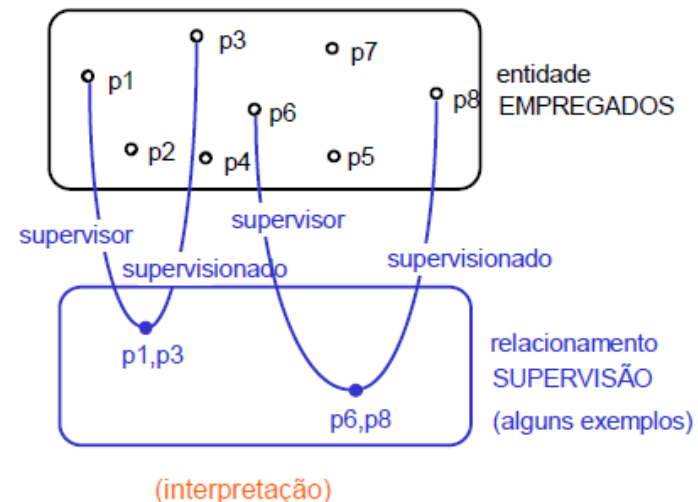 p1
p3
p7
p8
p6
p2
p4
p5
entidade
EMPREGADOS
supervisor
supervisionado
supervisor
supervisionado
p1,p3
p6,p8
relacionamento
SUPERVISÃO
(alguns exemplos)
(interpretação)